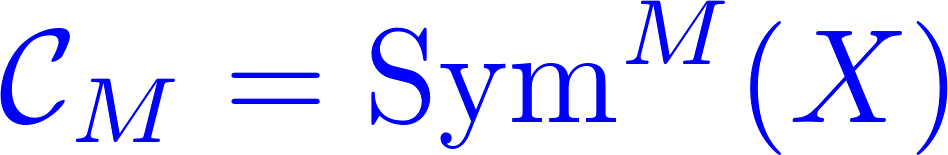 𝒞_M = Sym^M(X)